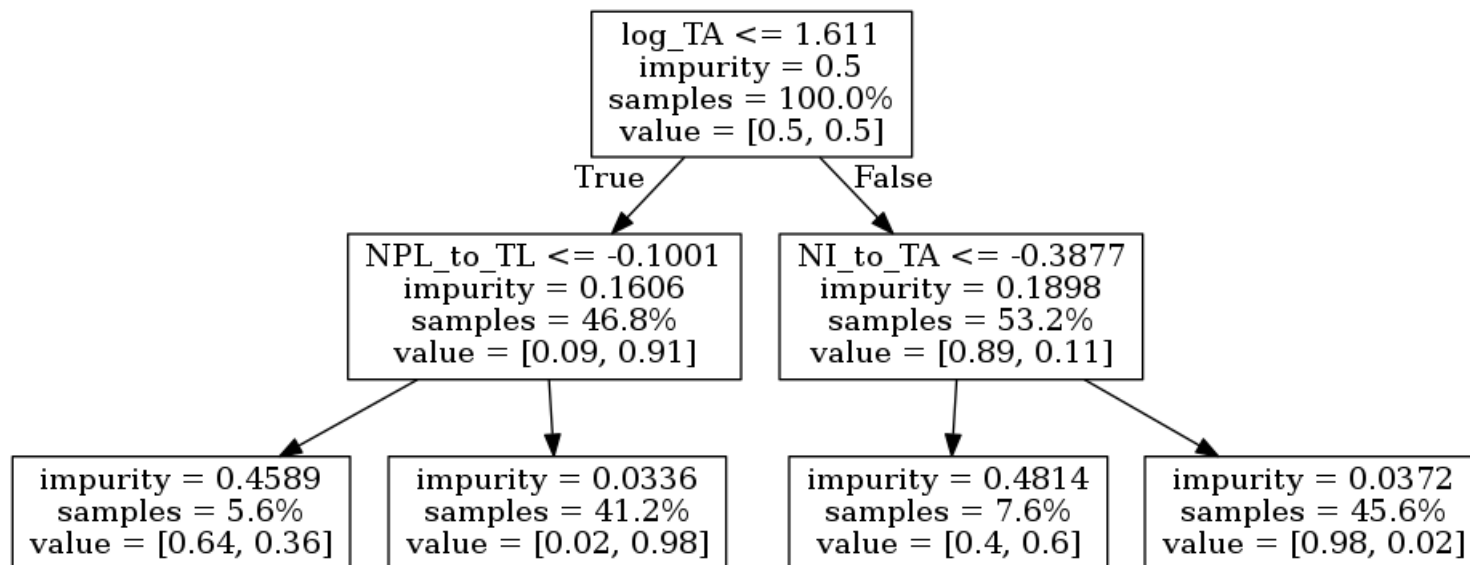 log_TA <= 1.611
impurity = 0.5
samples = 100.0%
value = [0.5, 0.5]
True
False
NPL_to_TL <= -0.1001
impurity = 0.1606
samples = 46.8%
value = [0.09, 0.91]
NI_to_TA <= -0.3877
impurity = 0.1898
samples = 53.2%
value = [0.89, 0.11]
impurity = 0.4589
samples = 5.6%
value = [0.64, 0.36]
impurity = 0.0336
samples = 41.2%
value = [0.02, 0.98]
impurity = 0.4814
samples = 7.6%
value = [0.4, 0.6]
impurity = 0.0372
samples = 45.6%
value = [0.98, 0.02]